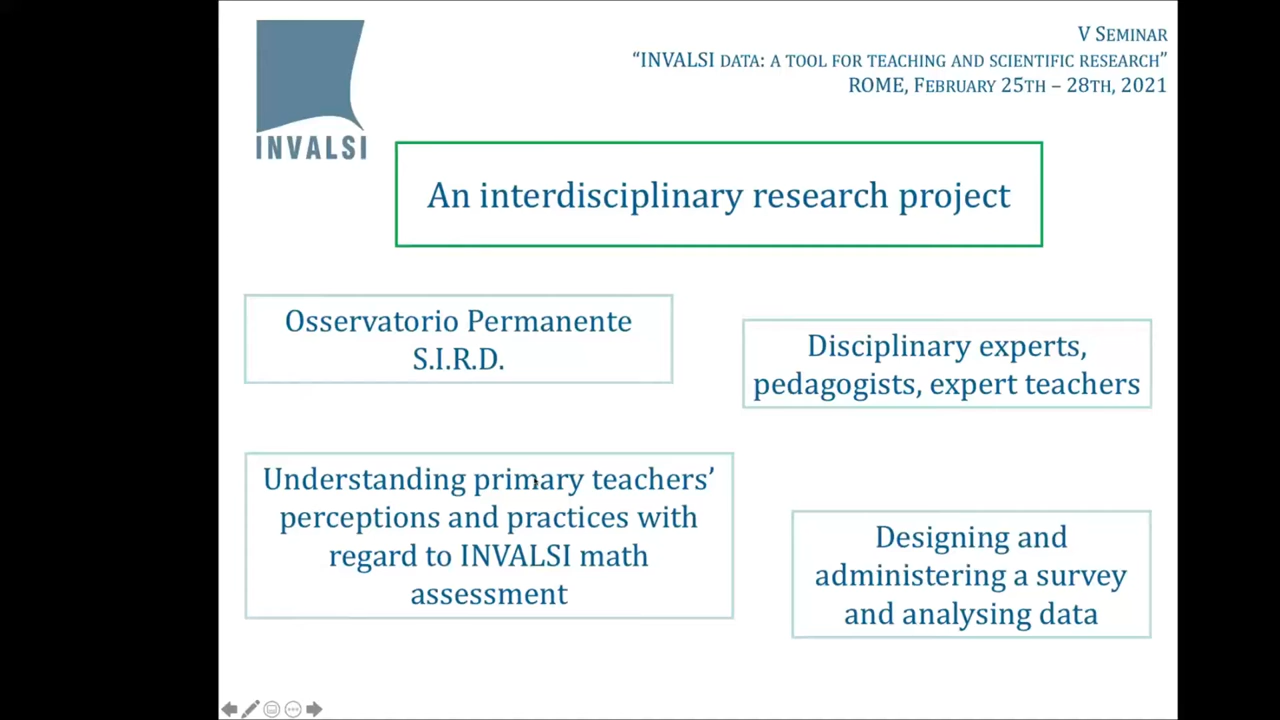 INVALSI
V SEMINAR
“INVALSI DATA: A TOOL FOR TEACHING AND SCIENTIFIC RESEARCH”
ROME, FEBRUARY 25TH – 28TH, 2021
An interdisciplinary research project
Osservatorio Permanente
S.I.R.D.
Disciplinary experts,
pedagogists, expert teachers
Understanding primary teachers’
perceptions and practices with
regard to INVALSI math
assessment
Designing and
administering a survey
and analysing data